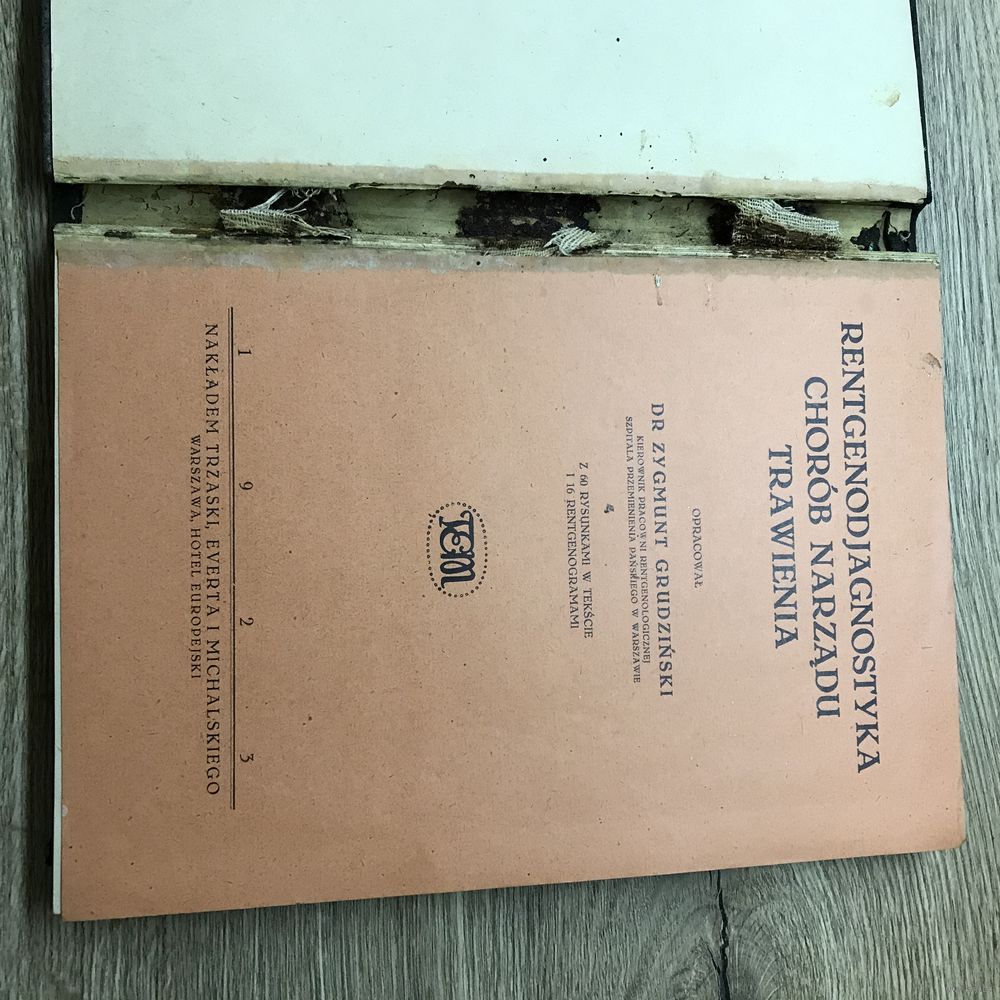 RENTGENODJAGNOSTYKA
CHORÓB NARZĄDU
TRAWIENIA
OPRACOWAŁ
DR ZYGMUNT GRUDZIŃSKI
KIEROWNIK PRACOWNI RENTGENOLOGICZNEJ
SZPITALA PRZEMIENIENIA PAŃSKIEGO W WARSZAWIE
Z 60 RYSUNKAMI W TEKŚCIE
I 16 RENTGENOGRAMAMI
TEM
1 9 2 3
NAKŁADEM TRZASKI, EVERTA I MICHALSKIEGO
WARSZAWA, HOTEL EUROPEJSKI